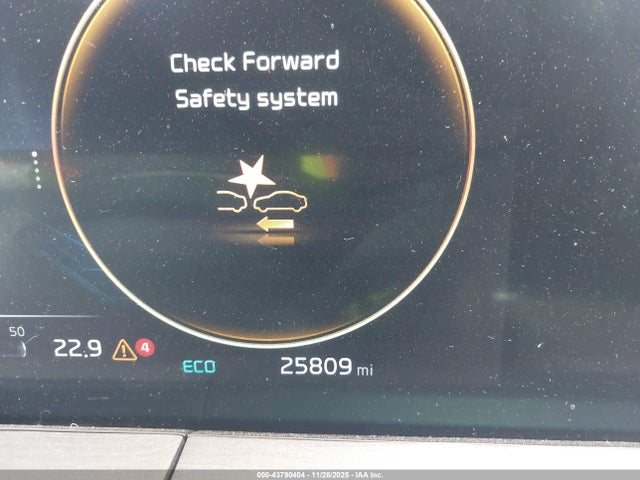 Check Forward
Safety system
50
22.9
4
ECO
25809 mi
000-43790404 - 11/28/2025 - IAA Inc.